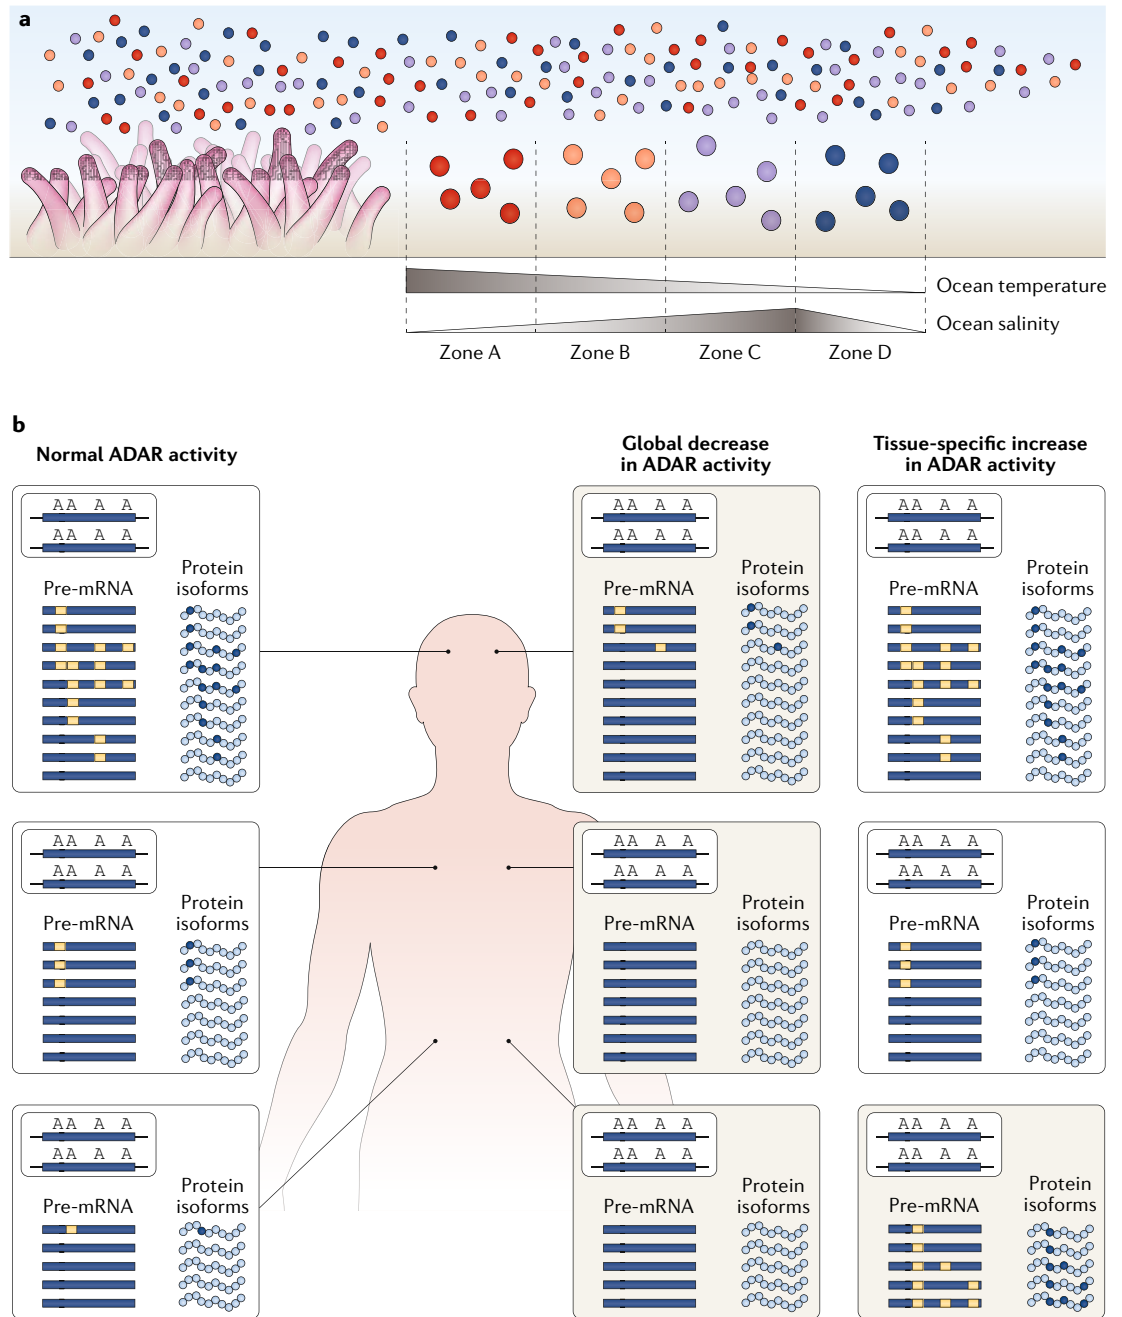 a
Ocean temperature
Ocean salinity
Zone A
Zone B
Zone C
Zone D
b
Normal ADAR activity
Global decrease
in ADAR activity
Tissue-specific increase
in ADAR activity
AA A A
AA A A
Pre-mRNA
Protein
isoforms
AA A A
AA A A
Pre-mRNA
Protein
isoforms
AA A A
AA A A
Pre-mRNA
Protein
isoforms
AA A A
AA A A
Pre-mRNA
Protein
isoforms
AA A A
AA A A
Pre-mRNA
Protein
isoforms
AA A A
AA A A
Pre-mRNA
Protein
isoforms
AA A A
AA A A
Pre-mRNA
Protein
isoforms
AA A A
AA A A
Pre-mRNA
Protein
isoforms
AA A A
AA A A
Pre-mRNA
Protein
isoforms